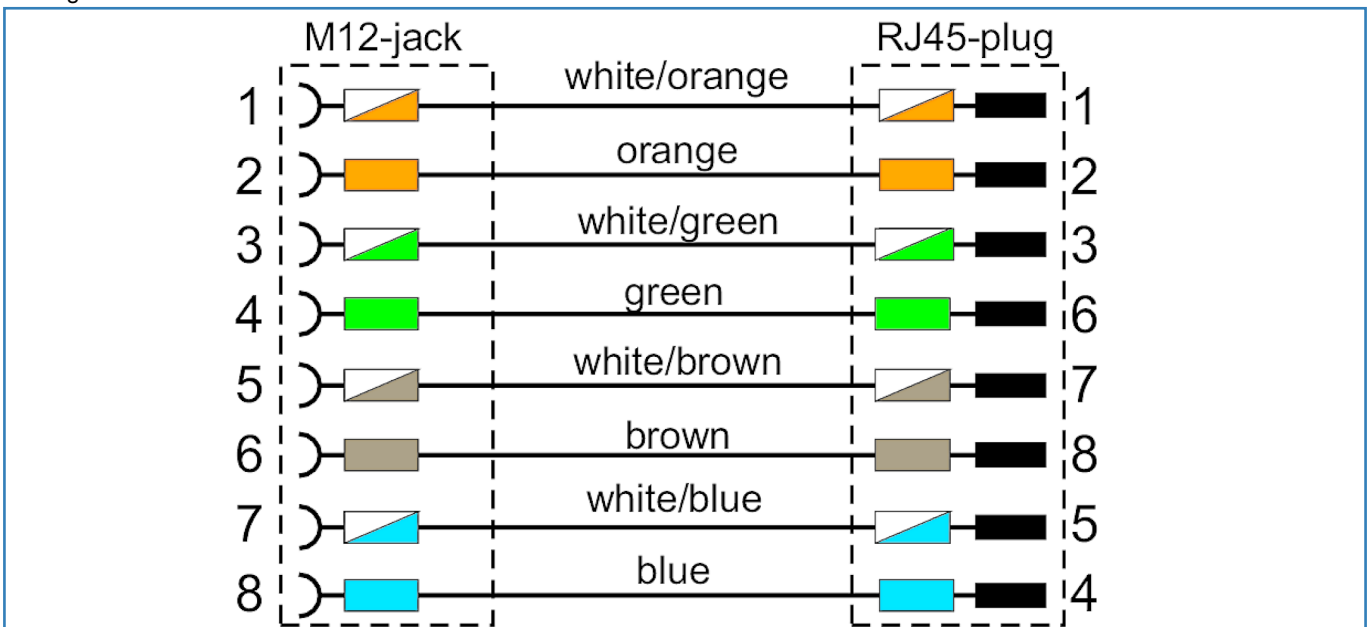 M12-jack RJ45-plug
1 white/orange 1
2 orange 2
3 white/green 3
4 green 6
5 white/brown 7
6 brown 8
7 white/blue 5
8 blue 4